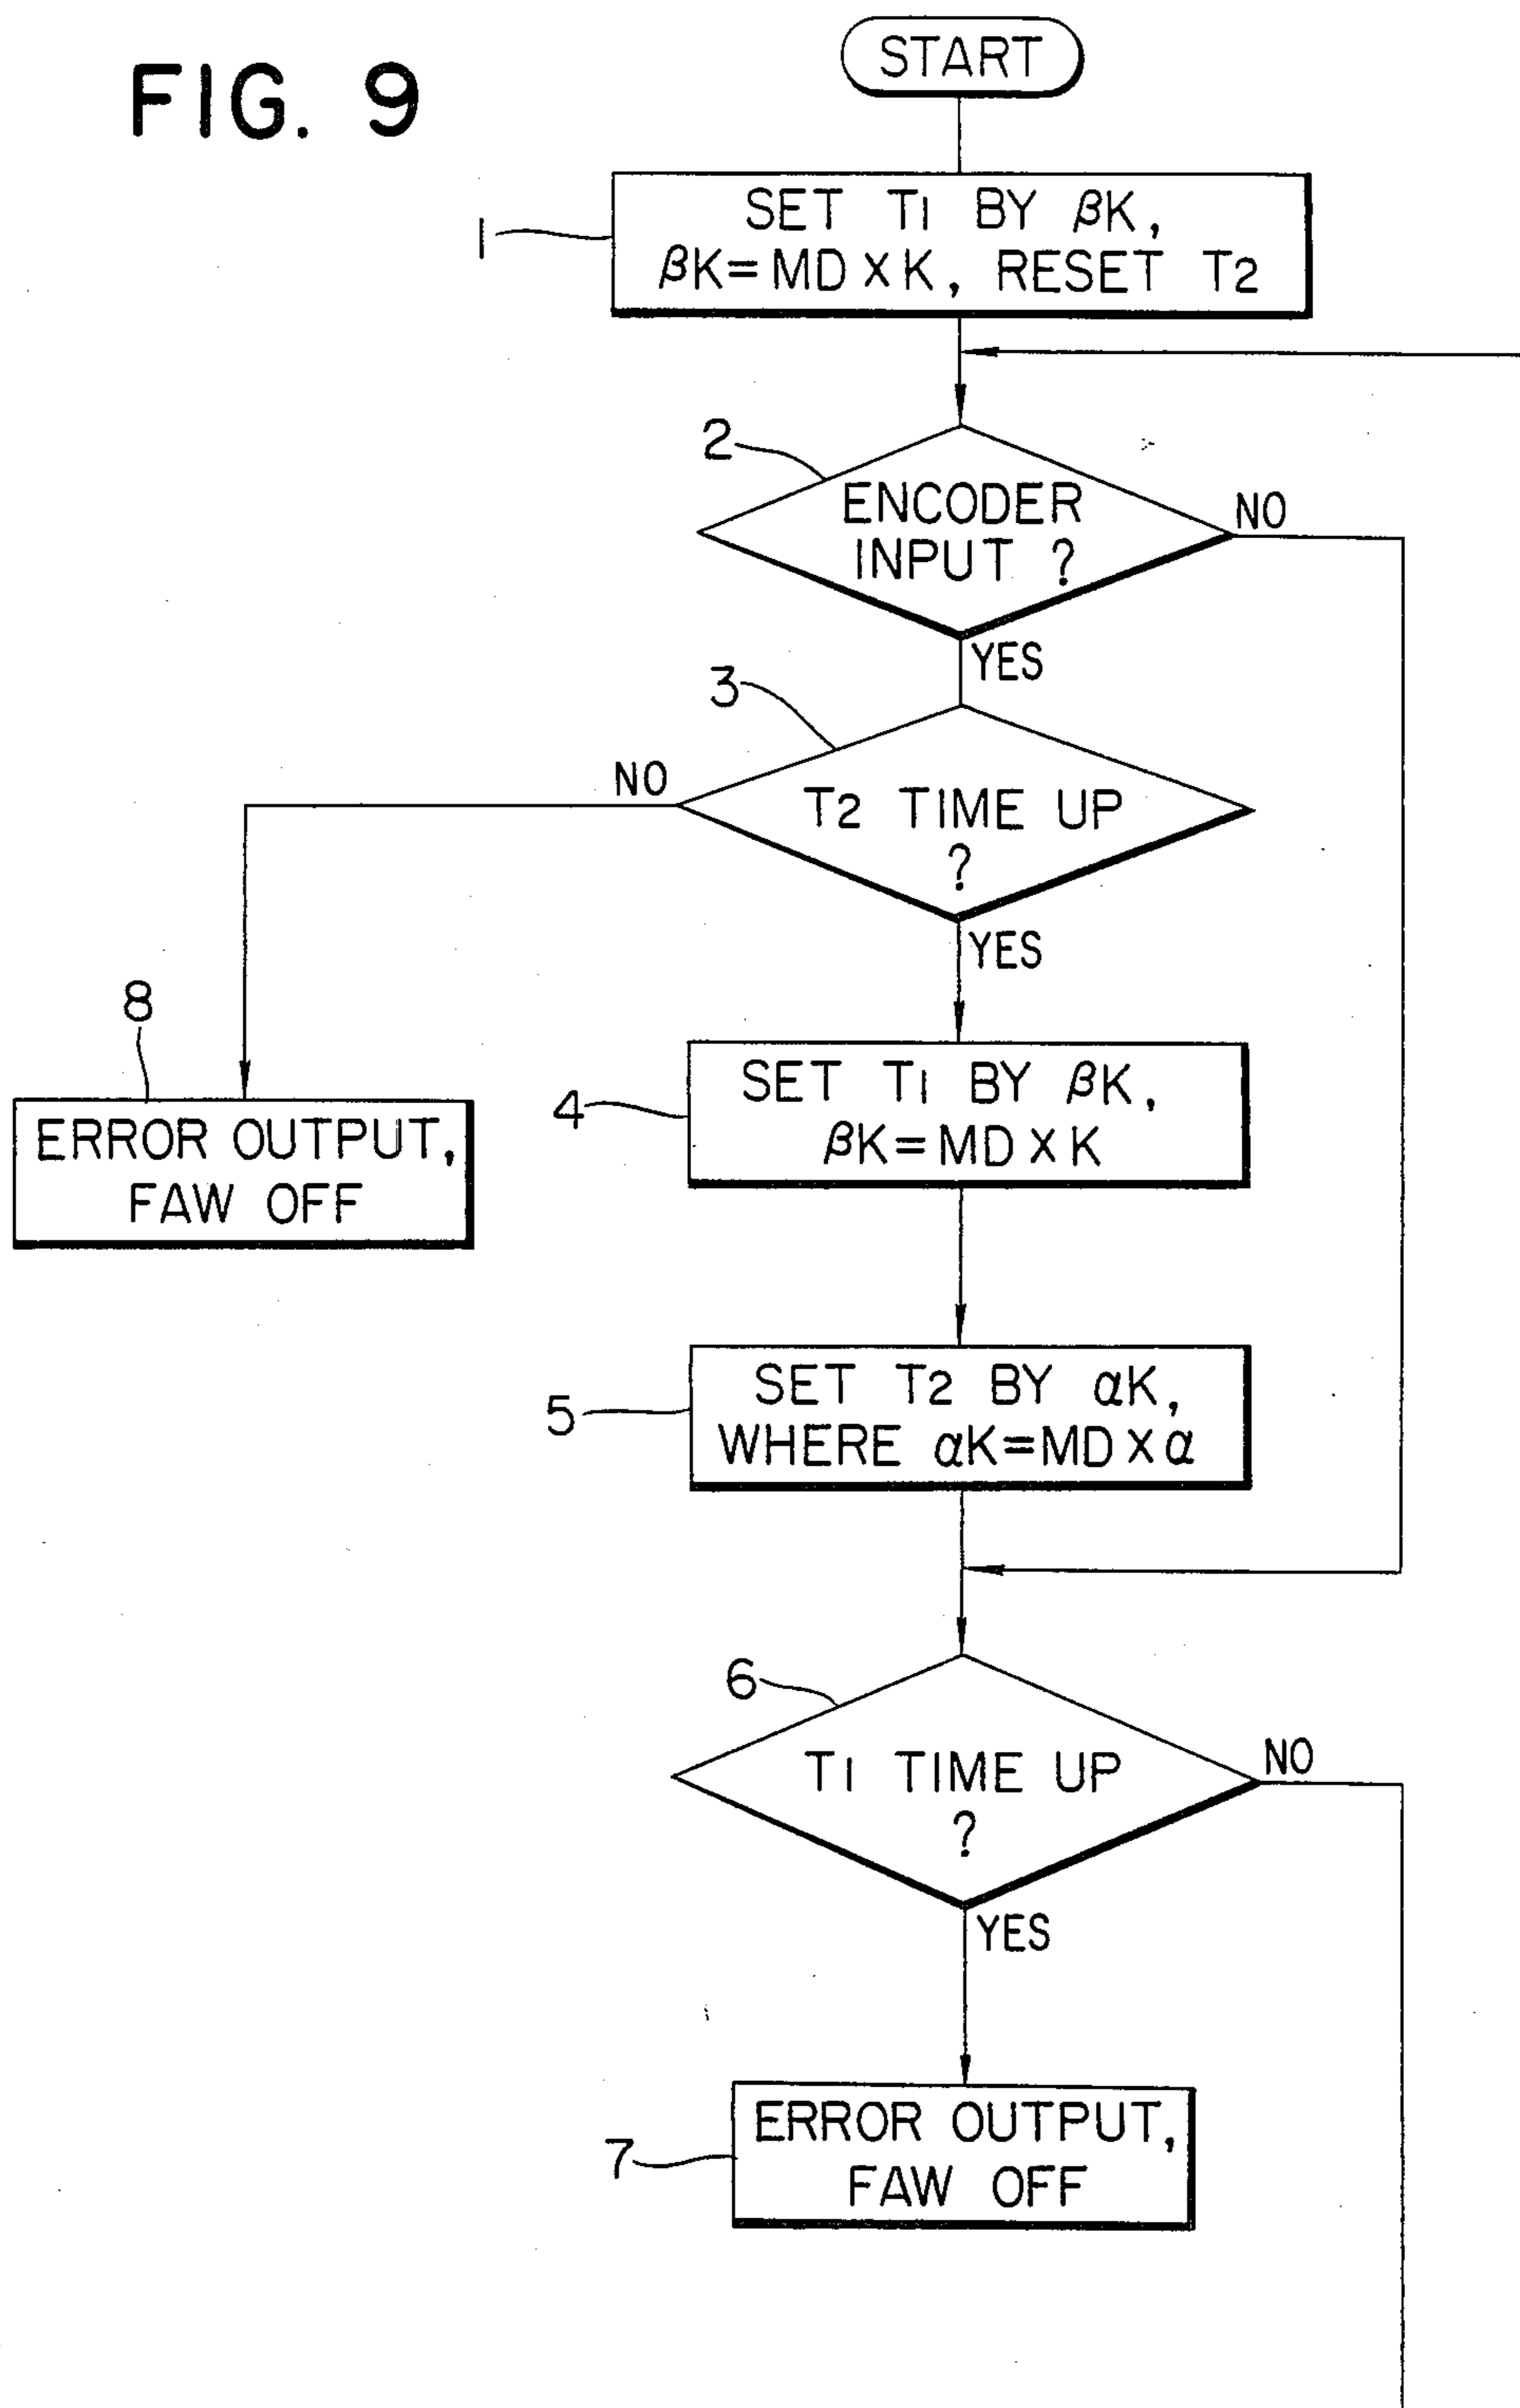 FIG. 9
START
1
SET T1 BY βK,
βK=MD X K, RESET T2
2
ENCODER
INPUT ?
NO
YES
3
NO
T2 TIME UP
?
YES
8
ERROR OUTPUT,
FAW OFF
4
SET T1 BY βK,
βK=MD X K
5
SET T2 BY αK,
WHERE αK=MD X α
6
T1 TIME UP
?
NO
YES
7
ERROR OUTPUT,
FAW OFF